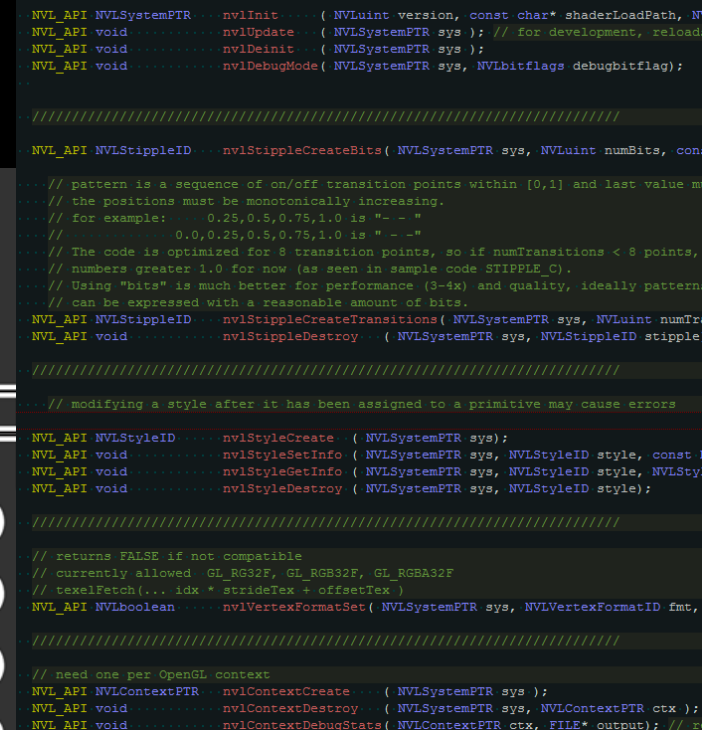 NVL_API NVLSystemPTR nvlInit ( NVLuint version, const char* shaderLoadPath, NV
NVL_API void nvlUpdate ( NVLSystemPTR sys ); // for development, reload
NVL_API void nvlDeinit ( NVLSystemPTR sys );
NVL_API void nvlDebugMode( NVLSystemPTR sys, NVLbitflags debugbitflag);
//////////////////////////////////////////////////////////////////////////
NVL_API NVLStippleID nvlStippleCreateBits( NVLSystemPTR sys, NVLuint numBits, con
// pattern is a sequence of on/off transition points within [0,1] and last value m
// the positions must be monotonically increasing.
// for example: 0.25,0.5,0.75,1.0 is "- - "
// 0.0,0.25,0.5,0.75,1.0 is " - -"
// The code is optimized for 8 transition points, so if numTransitions < 8 points,
// numbers greater 1.0 for now (as seen in sample code STIPPLE_C).
// Using "bits" is much better for performance (3-4x) and quality, ideally pattern
// can be expressed with a reasonable amount of bits.
NVL_API NVLStippleID nvlStippleCreateTransitions( NVLSystemPTR sys, NVLuint numTra
NVL_API void nvlStippleDestroy ( NVLSystemPTR sys, NVLStippleID stipple
//////////////////////////////////////////////////////////////////////////
// modifying a style after it has been assigned to a primitive may cause errors
NVL_API NVLStyleID nvlStyleCreate ( NVLSystemPTR sys);
NVL_API void nvlStyleSetInfo ( NVLSystemPTR sys, NVLStyleID style, const
NVL_API void nvlStyleGetInfo ( NVLSystemPTR sys, NVLStyleID style, NVLSty
NVL_API void nvlStyleDestroy ( NVLSystemPTR sys, NVLStyleID style);
//////////////////////////////////////////////////////////////////////////
// returns FALSE if not compatible
// currently allowed GL_RG32F, GL_RGB32F, GL_RGBA32F
// texelFetch(... idx * strideTex + offsetTex )
NVL_API NVLboolean nvlVertexFormatSet( NVLSystemPTR sys, NVLVertexFormatID fmt,
//////////////////////////////////////////////////////////////////////////
// need one per OpenGL context
NVL_API NVLContextPTR nvlContextCreate ( NVLSystemPTR sys );
NVL_API void nvlContextDestroy ( NVLSystemPTR sys, NVLContextPTR ctx );
NVL_API void nvlContextDebugStats( NVLContextPTR ctx, FILE* output); // r